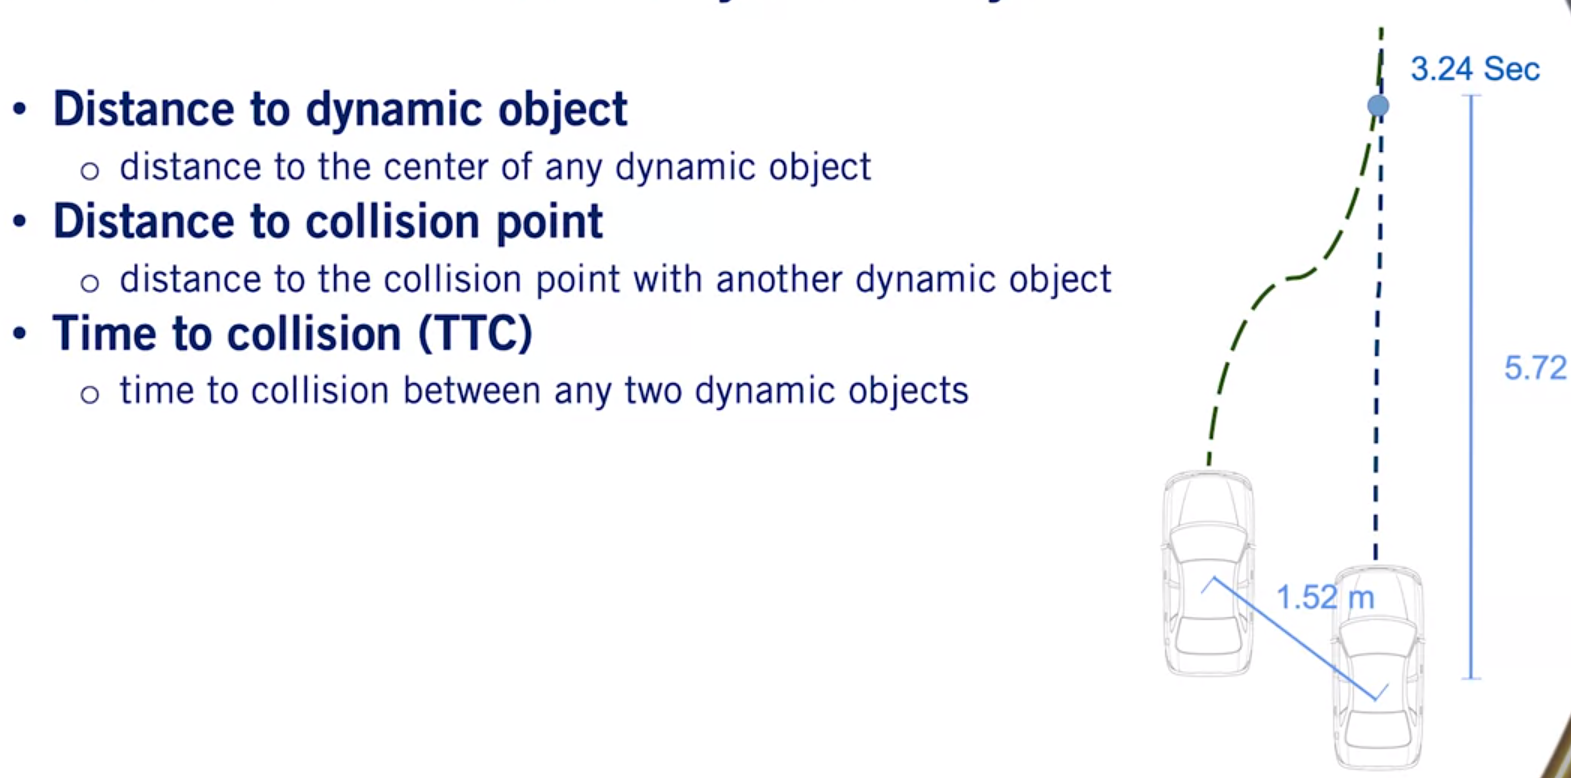 • Distance to dynamic object
o distance to the center of any dynamic object
• Distance to collision point
o distance to the collision point with another dynamic object
• Time to collision (TTC)
o time to collision between any two dynamic objects
3.24 Sec
5.72
1.52 m